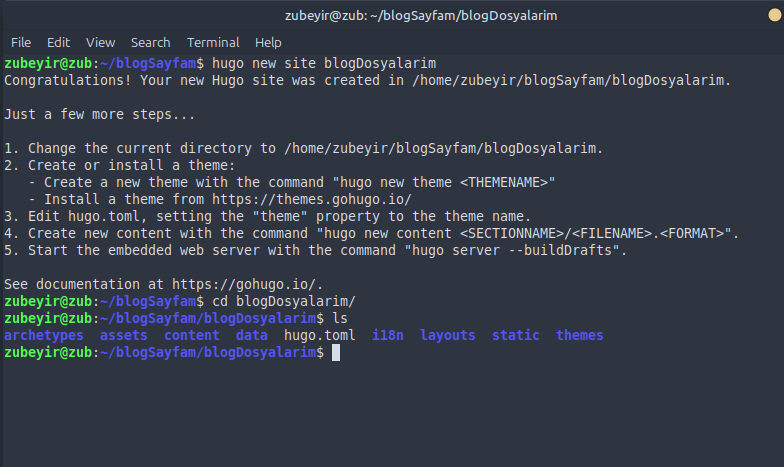 zubeyir@zub: ~/blogSayfam/blogDosyalarim
File Edit View Search Terminal Help
zubeyir@zub:~/blogSayfam$ hugo new site blogDosyalarim
Congratulations! Your new Hugo site was created in /home/zubeyir/blogSayfam/blogDosyalarim.
Just a few more steps...
1. Change the current directory to /home/zubeyir/blogSayfam/blogDosyalarim.
2. Create or install a theme:
   - Create a new theme with the command "hugo new theme <THEMENAME>"
   - Install a theme from https://themes.gohugo.io/
3. Edit hugo.toml, setting the "theme" property to the theme name.
4. Create new content with the command "hugo new content <SECTIONNAME>/<FILENAME>.<FORMAT>".
5. Start the embedded web server with the command "hugo server --buildDrafts".
See documentation at https://gohugo.io/.
zubeyir@zub:~/blogSayfam$ cd blogDosyalarim/
zubeyir@zub:~/blogSayfam/blogDosyalarim$ ls
archetypes  assets  content  data  hugo.toml  i18n  layouts  static  themes
zubeyir@zub:~/blogSayfam/blogDosyalarim$